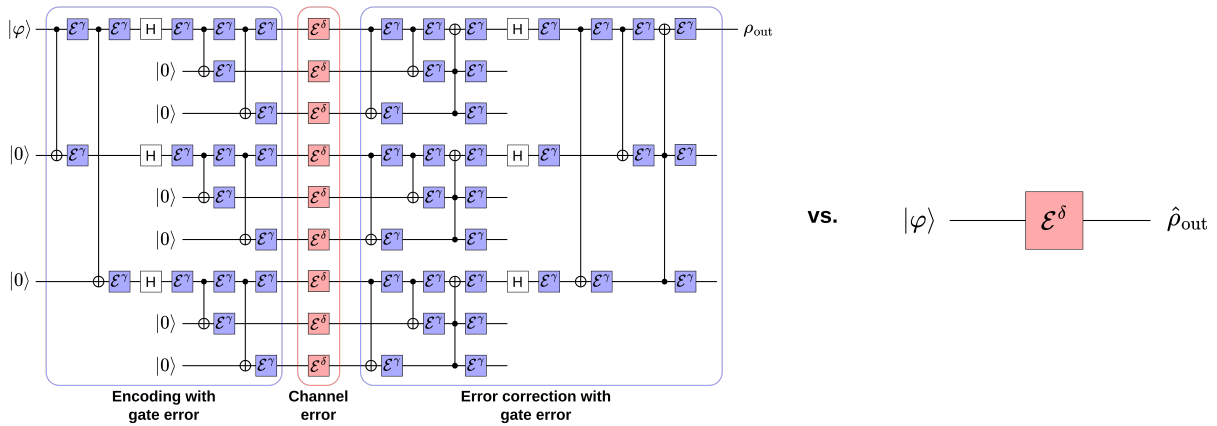 |φ⟩ ℰ^γ ℰ^γ H ℰ^γ ℰ^γ ℰ^γ ℰ^δ ℰ^γ ℰ^γ ℰ^γ H ℰ^γ ℰ^γ ℰ^γ ℰ^γ ρ_out
|0⟩ ℰ^γ ℰ^δ ℰ^γ ℰ^γ
|0⟩ ℰ^γ ℰ^δ ℰ^γ ℰ^γ
|0⟩ ℰ^γ H ℰ^γ ℰ^γ ℰ^γ ℰ^δ ℰ^γ ℰ^γ ℰ^γ H ℰ^γ ℰ^γ ℰ^γ
|0⟩ ℰ^γ ℰ^δ ℰ^γ ℰ^γ
|0⟩ ℰ^γ ℰ^δ ℰ^γ ℰ^γ
|0⟩ ℰ^γ H ℰ^γ ℰ^γ ℰ^γ ℰ^δ ℰ^γ ℰ^γ ℰ^γ H ℰ^γ ℰ^γ ℰ^γ
|0⟩ ℰ^γ ℰ^δ ℰ^γ ℰ^γ
|0⟩ ℰ^γ ℰ^δ ℰ^γ ℰ^γ
Encoding with
gate error
Channel
error
Error correction with
gate error
vs.
|φ⟩ ℰ^δ ρ̂_out